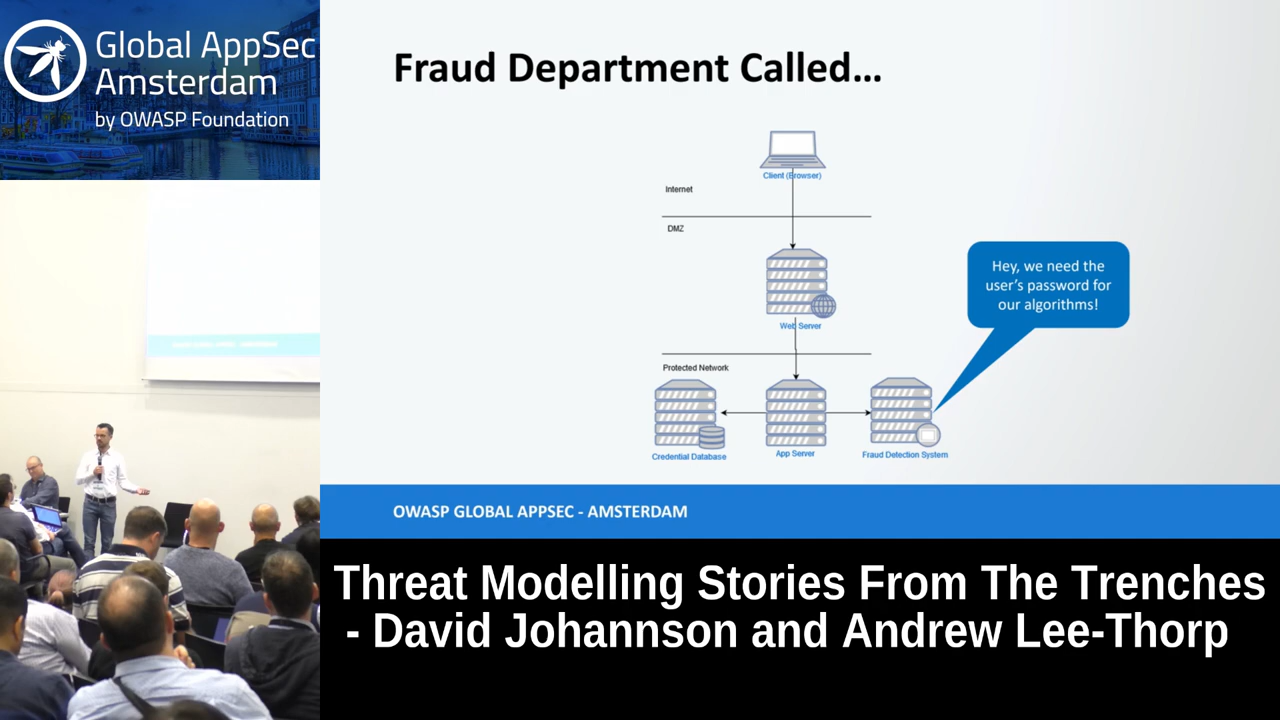 Global AppSec
Amsterdam
by OWASP Foundation
Fraud Department Called...
Client (Browser)
Internet
DMZ
Hey, we need the
user's password for
our algorithms!
Web Server
Protected Network
Credential Database
App Server
Fraud Detection System
OWASP GLOBAL APPSEC - AMSTERDAM
Threat Modelling Stories From The Trenches
- David Johannson and Andrew Lee-Thorp